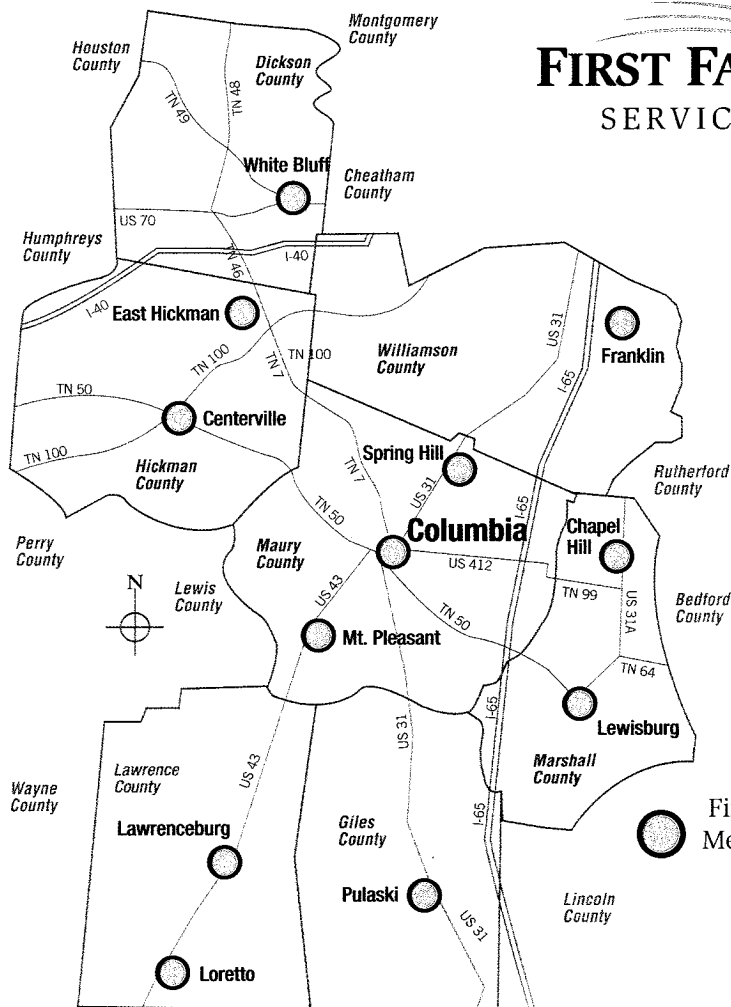 Montgomery
County
Houston
County
Dickson
County
FIRST FA
SERVIC
TN 49
TN 48
White Bluff
Cheatham
County
US 70
Humphreys
County
TN 46
I-40
I-40
East Hickman
TN 100
TN 100
TN 7
Williamson
County
US 31
I-65
Franklin
TN 50
Centerville
TN 100
Hickman
County
TN 7
Spring Hill
US 31
I-65
Rutherford
County
TN 50
Columbia
Chapel
Hill
Perry
County
Maury
County
US 412
Lewis
County
N
US 43
TN 99
US 31A
Bedford
County
Mt. Pleasant
TN 50
TN 64
Lewisburg
US 31
I-65
Marshall
County
Wayne
County
Lawrence
County
US 43
I-65
Lawrenceburg
Giles
County
Fi
Me
Pulaski
US 31
Lincoln
County
Loretto